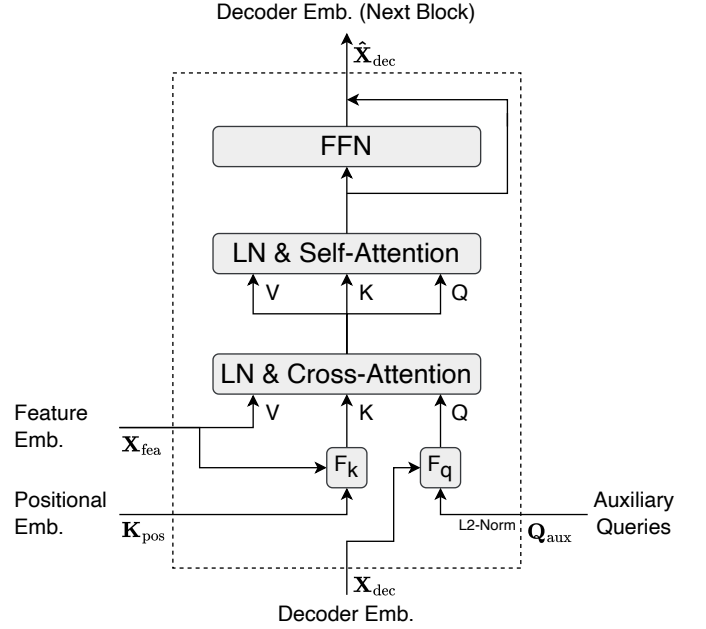 Decoder Emb. (Next Block)
X̂dec
FFN
LN & Self-Attention
V K Q
LN & Cross-Attention
V K Q
Feature
Emb.
Xfea
Fk
Fq
Positional
Emb.
Kpos
L2-Norm
Qaux
Auxiliary
Queries
Xdec
Decoder Emb.